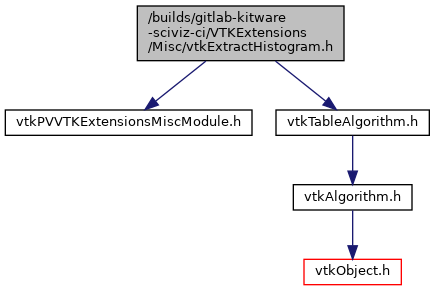 /builds/gitlab-kitware
-sciviz-ci/VTKExtensions
/Misc/vtkExtractHistogram.h
vtkPVVTKExtensionsMiscModule.h
vtkTableAlgorithm.h
vtkAlgorithm.h
vtkObject.h